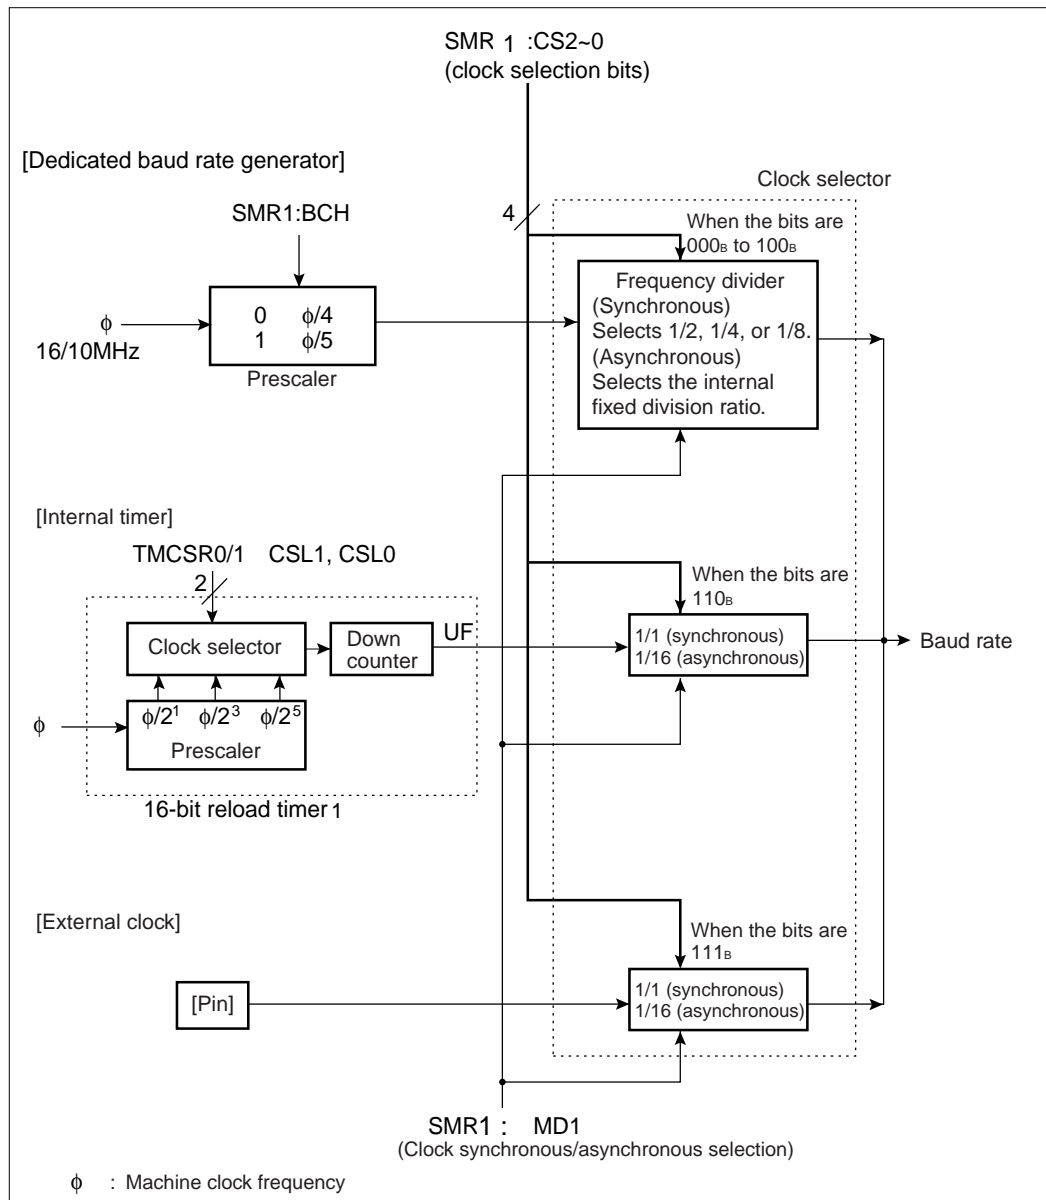 SMR 1 :CS2~0
(clock selection bits)
[Dedicated baud rate generator]
Clock selector
SMR1:BCH
4
When the bits are
000B to 100B
ϕ
16/10MHz
0 ϕ/4
1 ϕ/5
Prescaler
Frequency divider
(Synchronous)
Selects 1/2, 1/4, or 1/8.
(Asynchronous)
Selects the internal
fixed division ratio.
[Internal timer]
TMCSR0/1 CSL1, CSL0
2
When the bits are
110B
Clock selector
Down
counter
UF
1/1 (synchronous)
1/16 (asynchronous)
Baud rate
ϕ
ϕ/2¹ ϕ/2³ ϕ/2⁵
Prescaler
16-bit reload timer 1
[External clock]
When the bits are
111B
[Pin]
1/1 (synchronous)
1/16 (asynchronous)
SMR1 : MD1
(Clock synchronous/asynchronous selection)
ϕ : Machine clock frequency